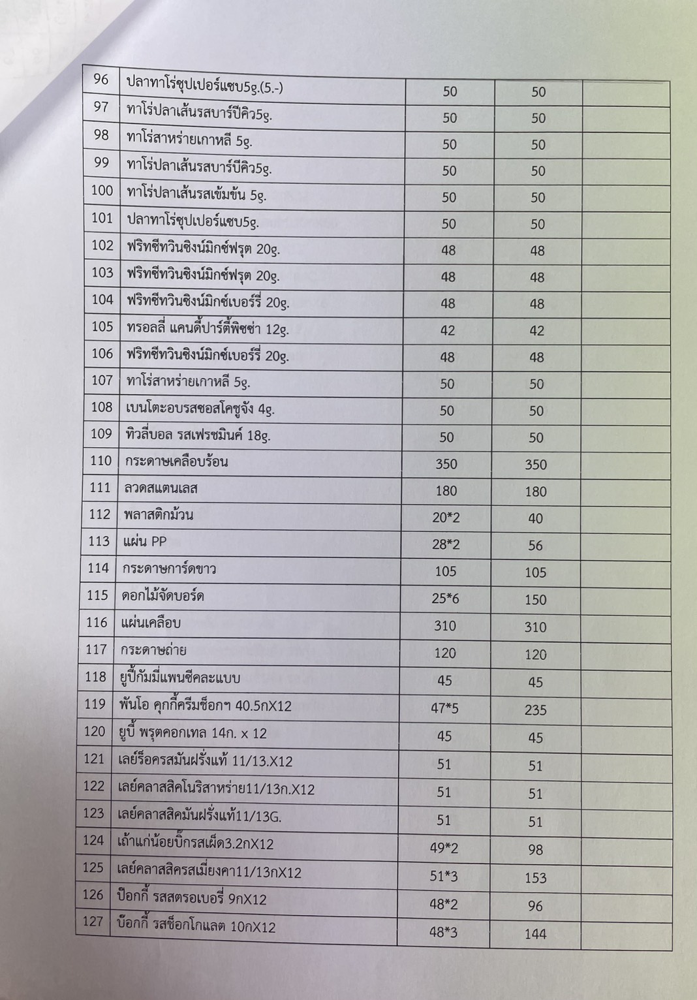 96 ปลาทาโร่ซุปเปอร์แซบ5g.(5.-) 50 50
97 ทาโร่ปลาเส้นรสบาร์ปีคิว5g. 50 50
98 ทาโร่สาหร่ายเกาหลี 5g. 50 50
99 ทาโร่ปลาเส้นรสบาร์บีคิว5g. 50 50
100 ทาโร่ปลาเส้นรสเข้มข้น 5g. 50 50
101 ปลาทาโร่ซุปเปอร์แซบ5g. 50 50
102 ฟริทซีทวินซิงน์มิกซ์ฟรุต 20g. 48 48
103 ฟริทซีทวินซิงน์มิกซ์ฟรุต 20g. 48 48
104 ฟริทซีทวินซิงน์มิกซ์เบอร์รี่ 20g. 48 48
105 ทรอลลี่ แคนดี้ปาร์ตี้พิซซ่า 12g. 42 42
106 ฟริทซีทวินซิงน์มิกซ์เบอร์รี่ 20g. 48 48
107 ทาโร่สาหร่ายเกาหลี 5g. 50 50
108 เบนโตะอบรสซอสโคชูจัง 4g. 50 50
109 ทิวลี่บอล รสเฟรซมินค์ 18g. 50 50
110 กระดาษเคลือบร้อน 350 350
111 ลวดสแตนเลส 180 180
112 พลาสติกม้วน 20*2 40
113 แผ่น PP 28*2 56
114 กระดาษการ์ดขาว 105 105
115 ดอกไม้จัดบอร์ด 25*6 150
116 แผ่นเคลือบ 310 310
117 กระดาษถ่าย 120 120
118 ยูปี้กัมมี่แพนซีคละแบบ 45 45
119 พันโอ คุกกี้ครีมช็อกฯ 40.5กX12 47*5 235
120 ยูบี้ พรุตคอกเทล 14ก. x 12 45 45
121 เลย์ร็อครสมันฝรั่งแท้ 11/13.X12 51 51
122 เลย์คลาสสิคโนริสาหร่าย11/13ก.X12 51 51
123 เลย์คลาสสิคมันฝรั่งแท้11/13G. 51 51
124 เถ้าแก่น้อยบิ๊กรสเผ็ด3.2กX12 49*2 98
125 เลย์คลาสสิครสเมี่ยงคา11/13กX12 51*3 153
126 ป๊อกกี้ รสสตรอเบอรี่ 9กX12 48*2 96
127 บ๊อกกี้ รสช็อกโกแลต 10กX12 48*3 144